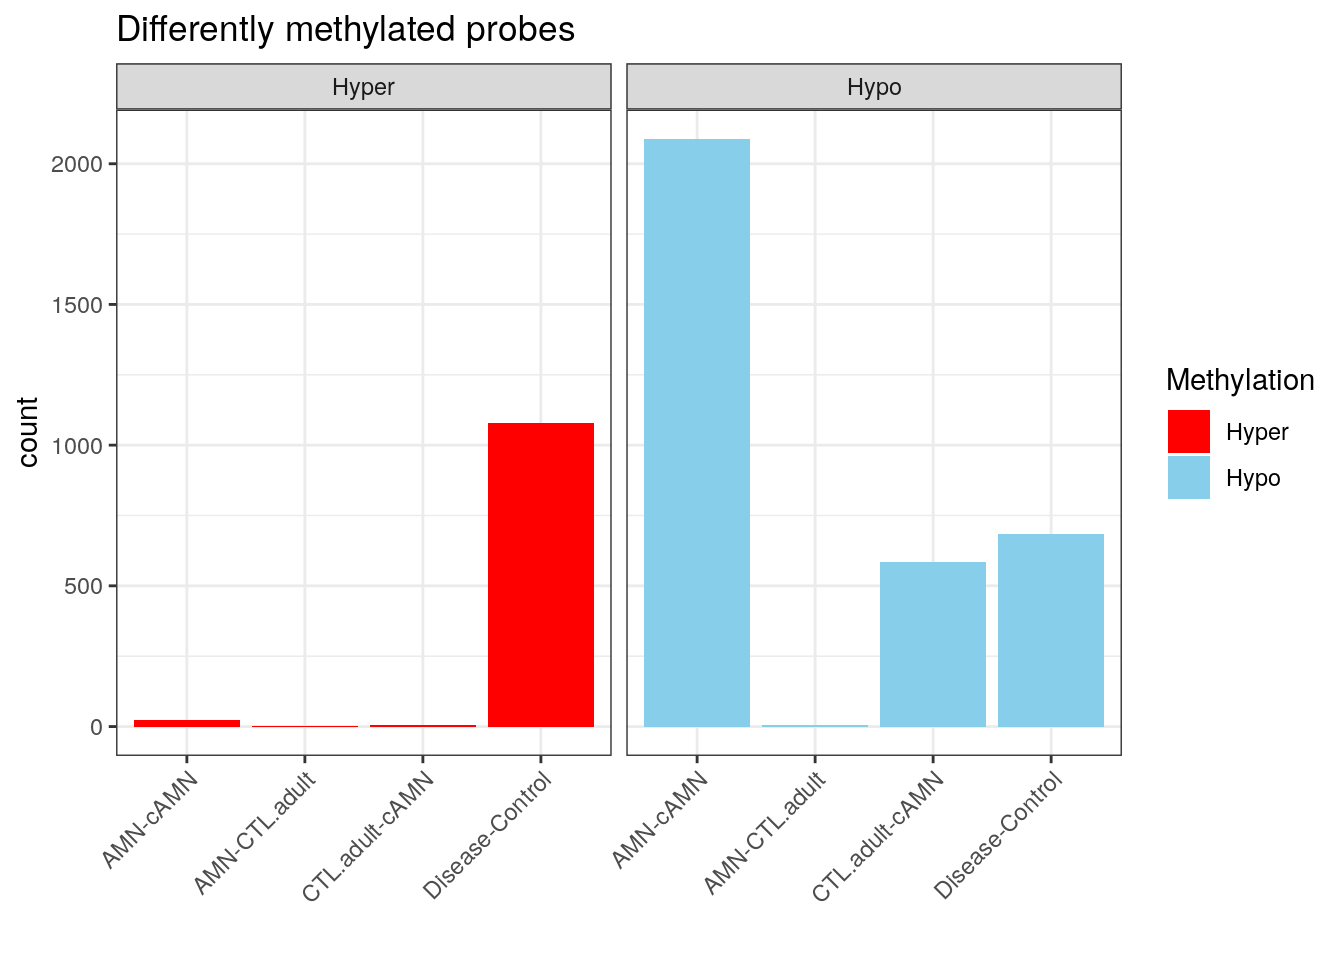 Differently methylated probes
Hyper
Hypo
count
2000
1500
1000
500
0
AMN-cAMN
AMN-CTL.adult
CTL.adult-cAMN
Disease-Control
AMN-cAMN
AMN-CTL.adult
CTL.adult-cAMN
Disease-Control
Methylation
Hyper
Hypo